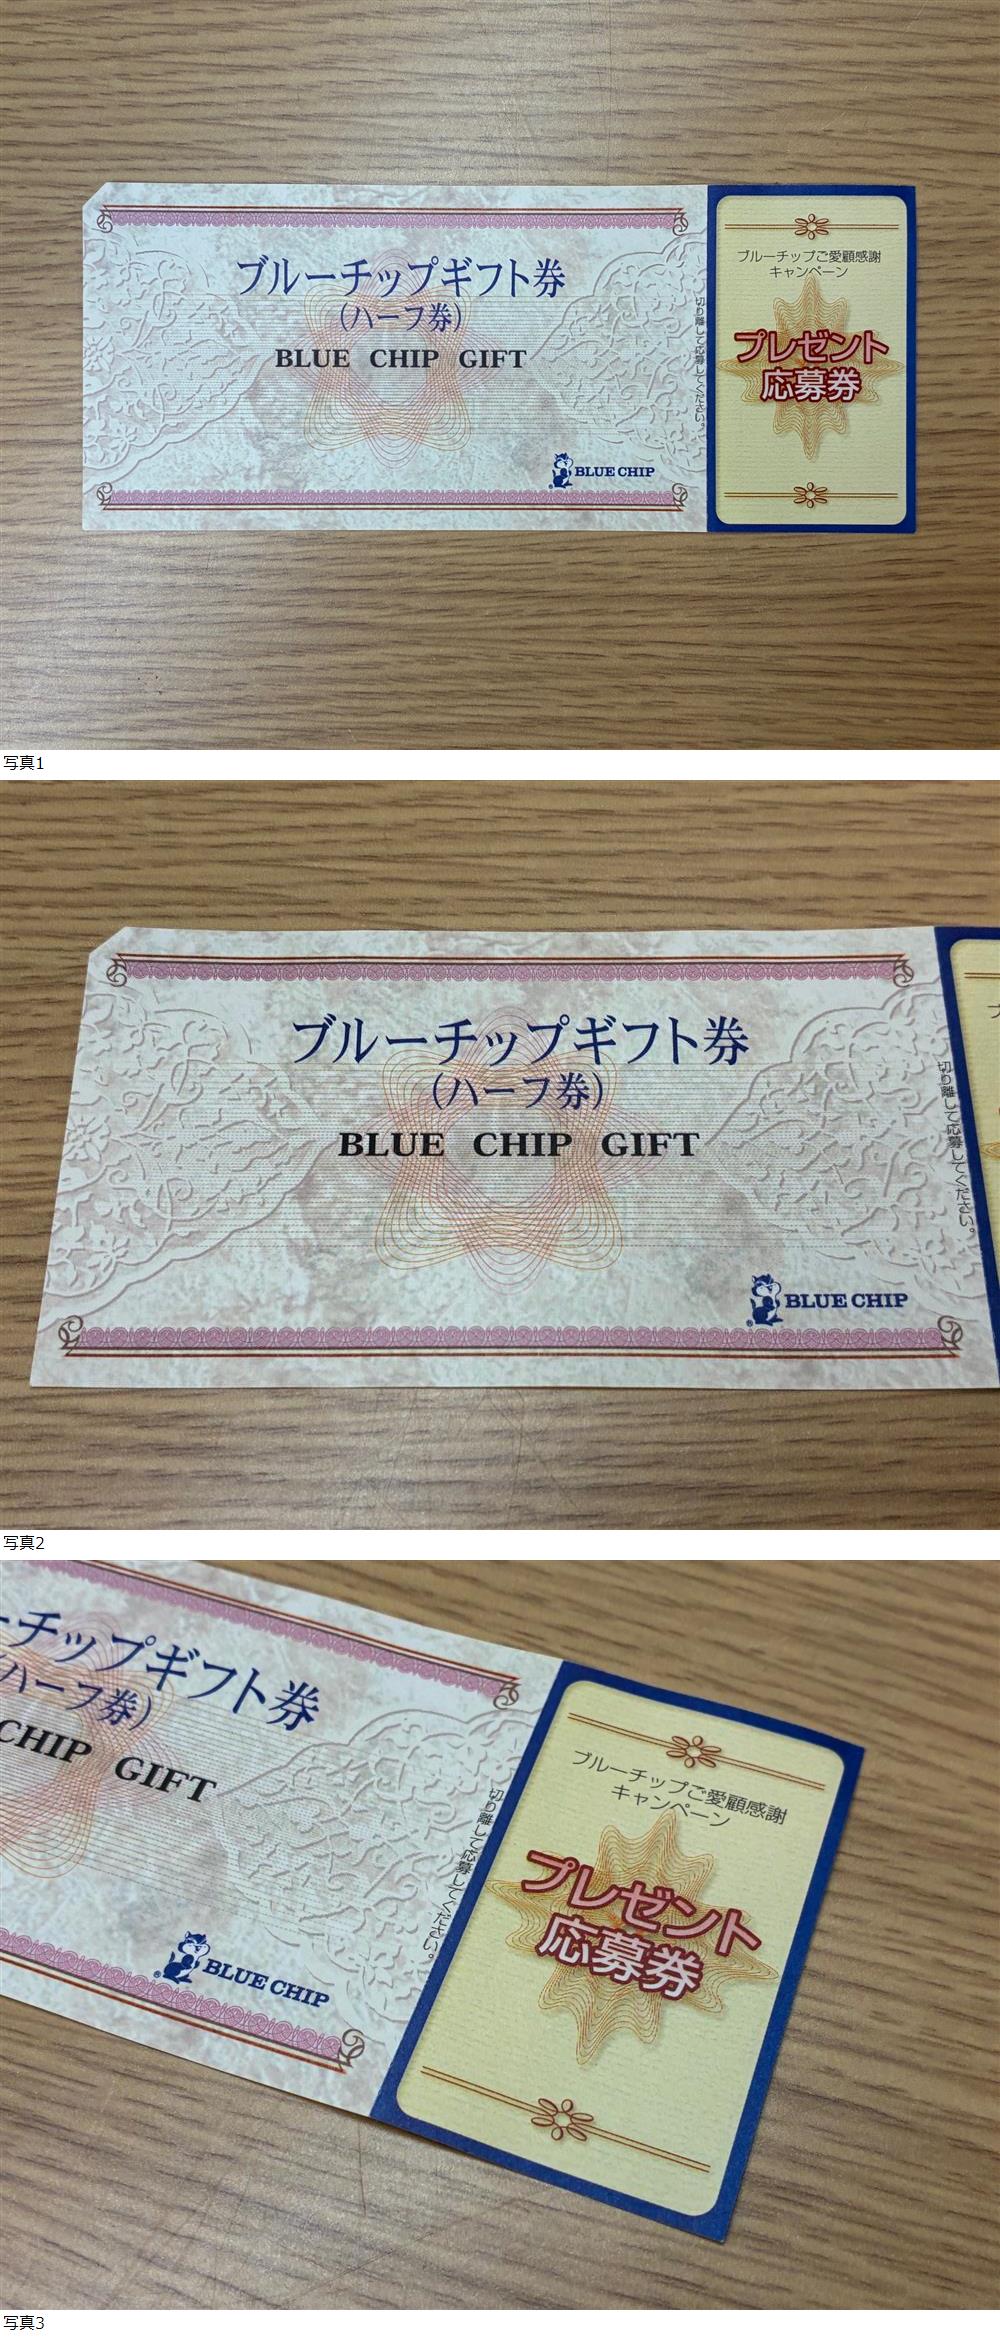 ブルーチップギフト券
(ハーフ券)
BLUE CHIP GIFT
BLUE CHIP
切り離して応募してください。
ブルーチップご愛顧感謝
キャンペーン
プレゼント
応募券
写真1
ブルーチップギフト券
(ハーフ券)
BLUE CHIP GIFT
BLUE CHIP
切り離して応募してください。
写真2
ーチップギフト券
ハーフ券)
CHIP GIFT
BLUE CHIP
切り離して応募してください。
ブルーチップご愛顧感謝
キャンペーン
プレゼント
応募券
写真3